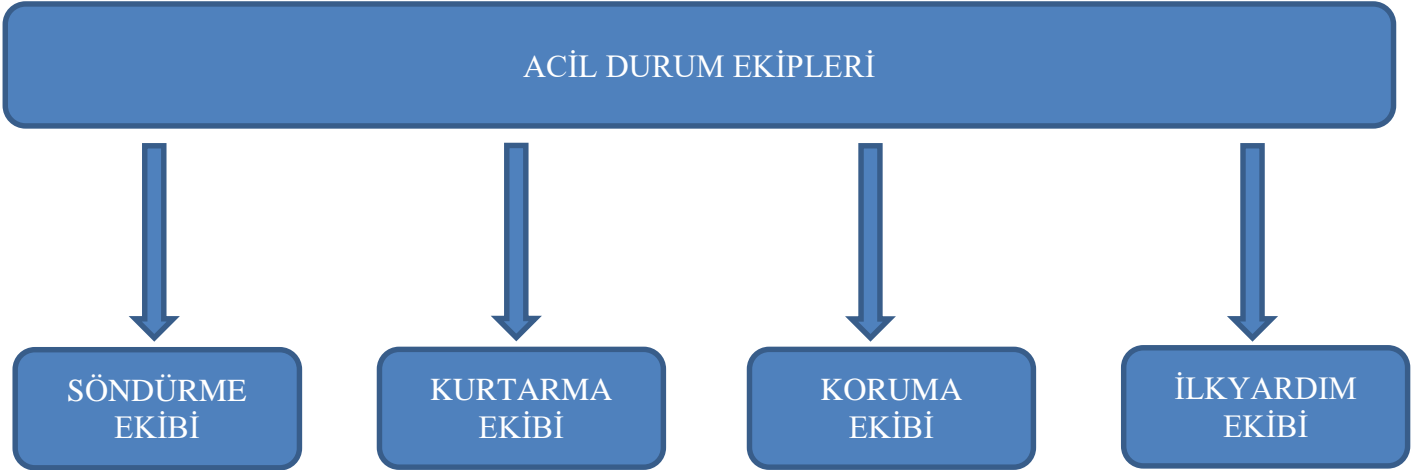 ACİL DURUM EKİPLERİ
SÖNDÜRME
EKİBİ
KURTARMA
EKİBİ
KORUMA
EKİBİ
İLKYARDIM
EKİBİ